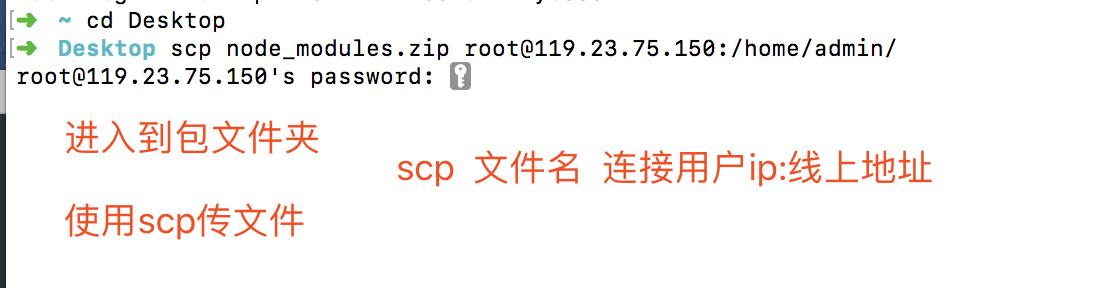 ➜ ~ cd Desktop
➜ Desktop scp node_modules.zip root@119.23.75.150:/home/admin/
root@119.23.75.150's password:
进入到包文件夹
scp 文件名 连接用户ip:线上地址
使用scp传文件